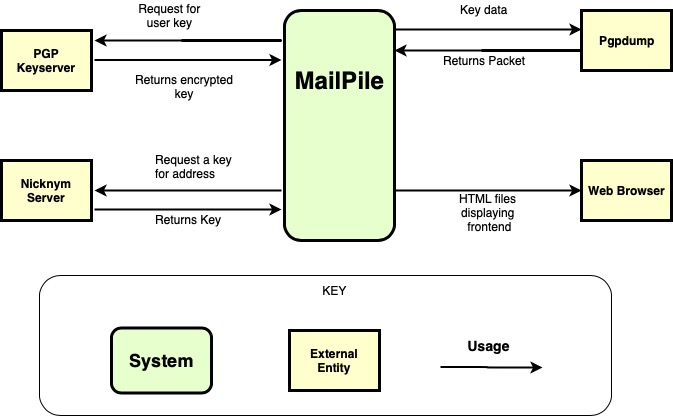 Request for
user key
PGP
Keyserver
Returns encrypted
key
MailPile
Key data
Pgpdump
Returns Packet
Request a key
for address
Nicknym
Server
Returns Key
Web Browser
HTML files
displaying
frontend
KEY
System
External
Entity
Usage